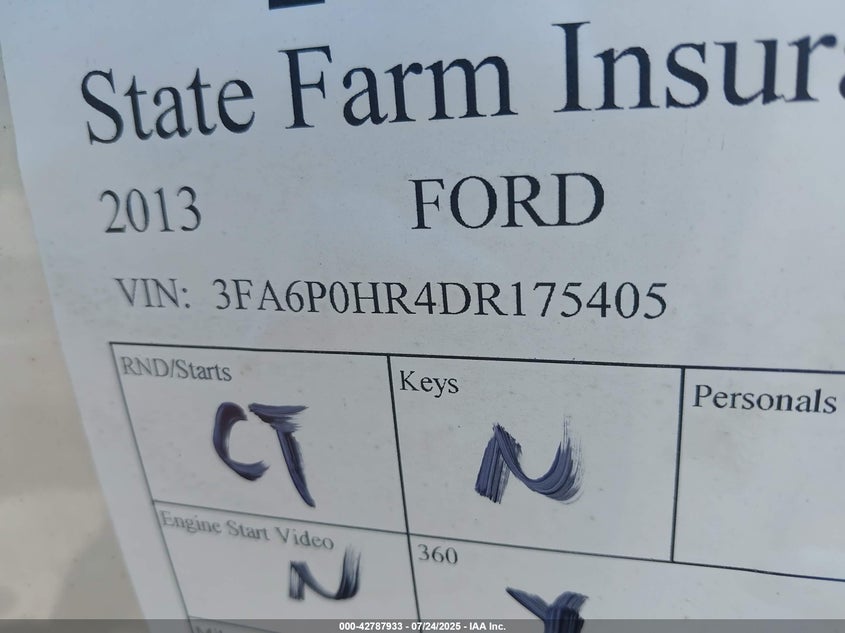 State Farm Insura
2013 FORD
VIN: 3FA6P0HR4DR175405
RND/Starts Keys Personals
CT N
Engine Start Video 360
N Y
000-42787933 - 07/24/2025 - IAA Inc.